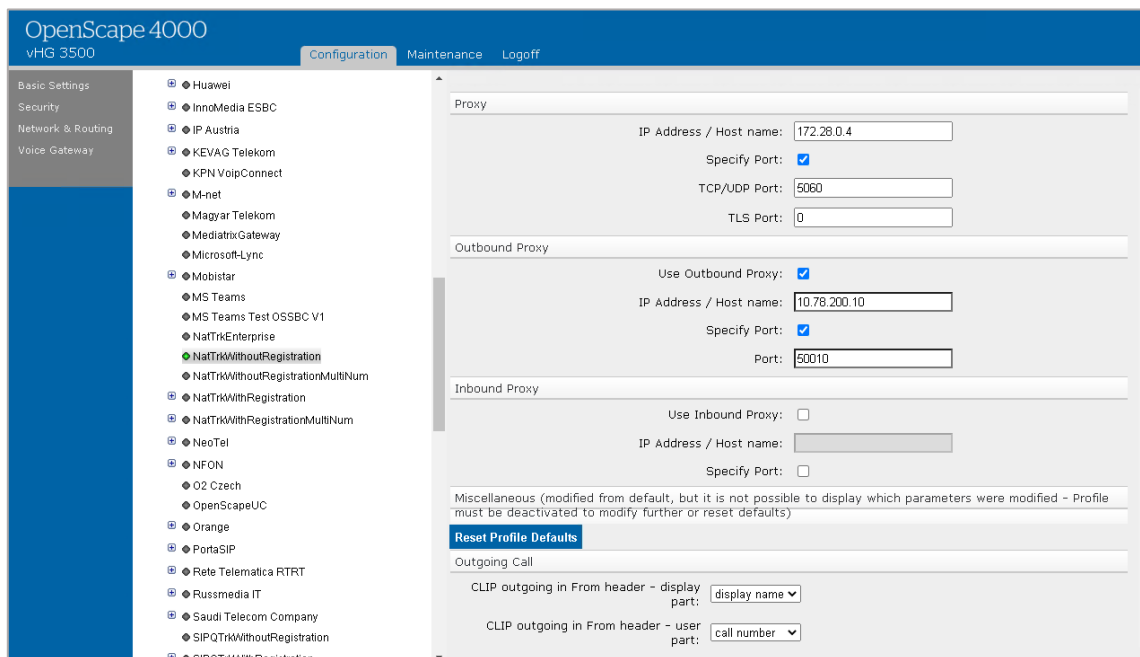 OpenScape 4000
vHG 3500
Configuration
Maintenance
Logoff
Basic Settings
Security
Network & Routing
Voice Gateway
Huawei
InnoMedia ESBC
IP Austria
KEVAG Telekom
KPN VoipConnect
M-net
Magyar Telekom
MediatrixGateway
Microsoft-Lync
Mobistar
MS Teams
MS Teams Test OSSBC V1
NatTrkEnterprise
NatTrkWithoutRegistration
NatTrkWithoutRegistrationMultiNum
NatTrkWithRegistration
NatTrkWithRegistrationMultiNum
NeoTel
NFON
O2 Czech
OpenScapeUC
Orange
PortaSIP
Rete Telematica RTRT
Russmedia IT
Saudi Telecom Company
SIPQTrkWithoutRegistration
Proxy
IP Address / Host name: 172.28.0.4
Specify Port:
TCP/UDP Port: 5060
TLS Port: 0
Outbound Proxy
Use Outbound Proxy:
IP Address / Host name: 10.78.200.10
Specify Port:
Port: 50010
Inbound Proxy
Use Inbound Proxy:
IP Address / Host name:
Specify Port:
Miscellaneous (modified from default, but it is not possible to display which parameters were modified - Profile
must be deactivated to modify further or reset defaults)
Reset Profile Defaults
Outgoing Call
CLIP outgoing in From header - display
part: display name
CLIP outgoing in From header - user
part: call number